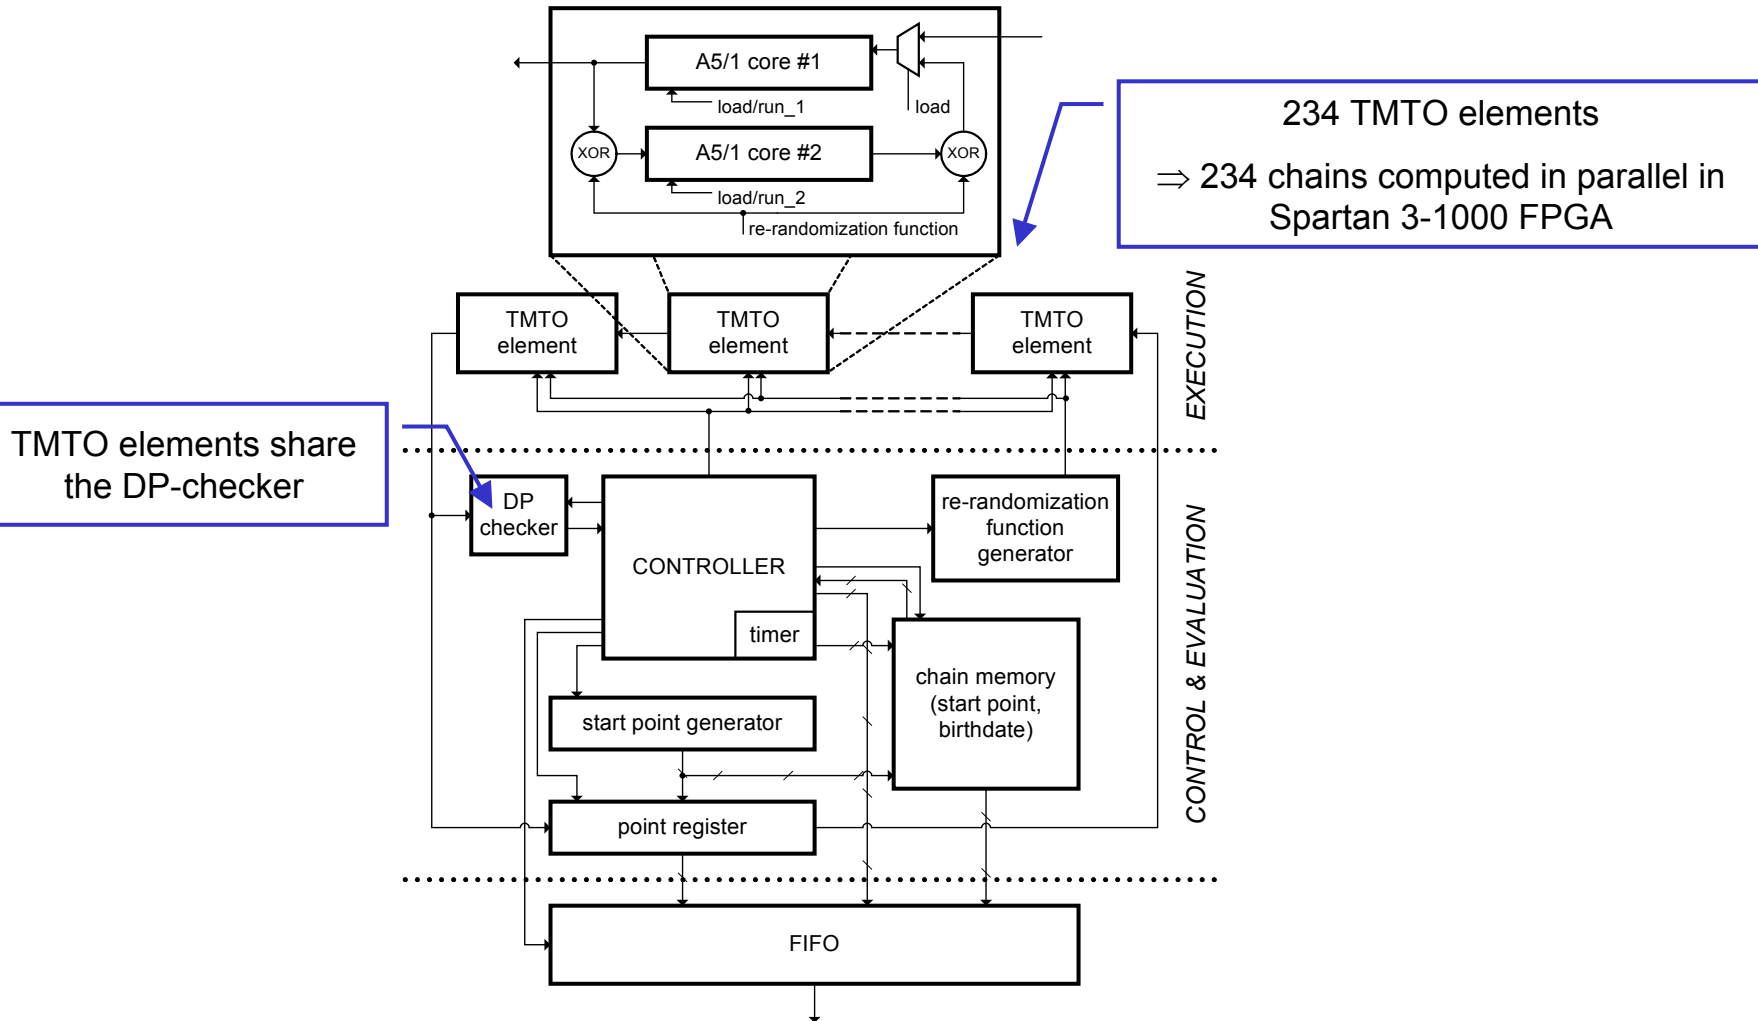 A5/1 core #1
load/run_1
load
XOR
A5/1 core #2
XOR
load/run_2
re-randomization function
234 TMTO elements
⇒ 234 chains computed in parallel in
Spartan 3-1000 FPGA
TMTO
element
TMTO
element
TMTO
element
EXECUTION
TMTO elements share
the DP-checker
DP
checker
CONTROLLER
timer
re-randomization
function
generator
CONTROL & EVALUATION
start point generator
chain memory
(start point,
birthdate)
point register
FIFO